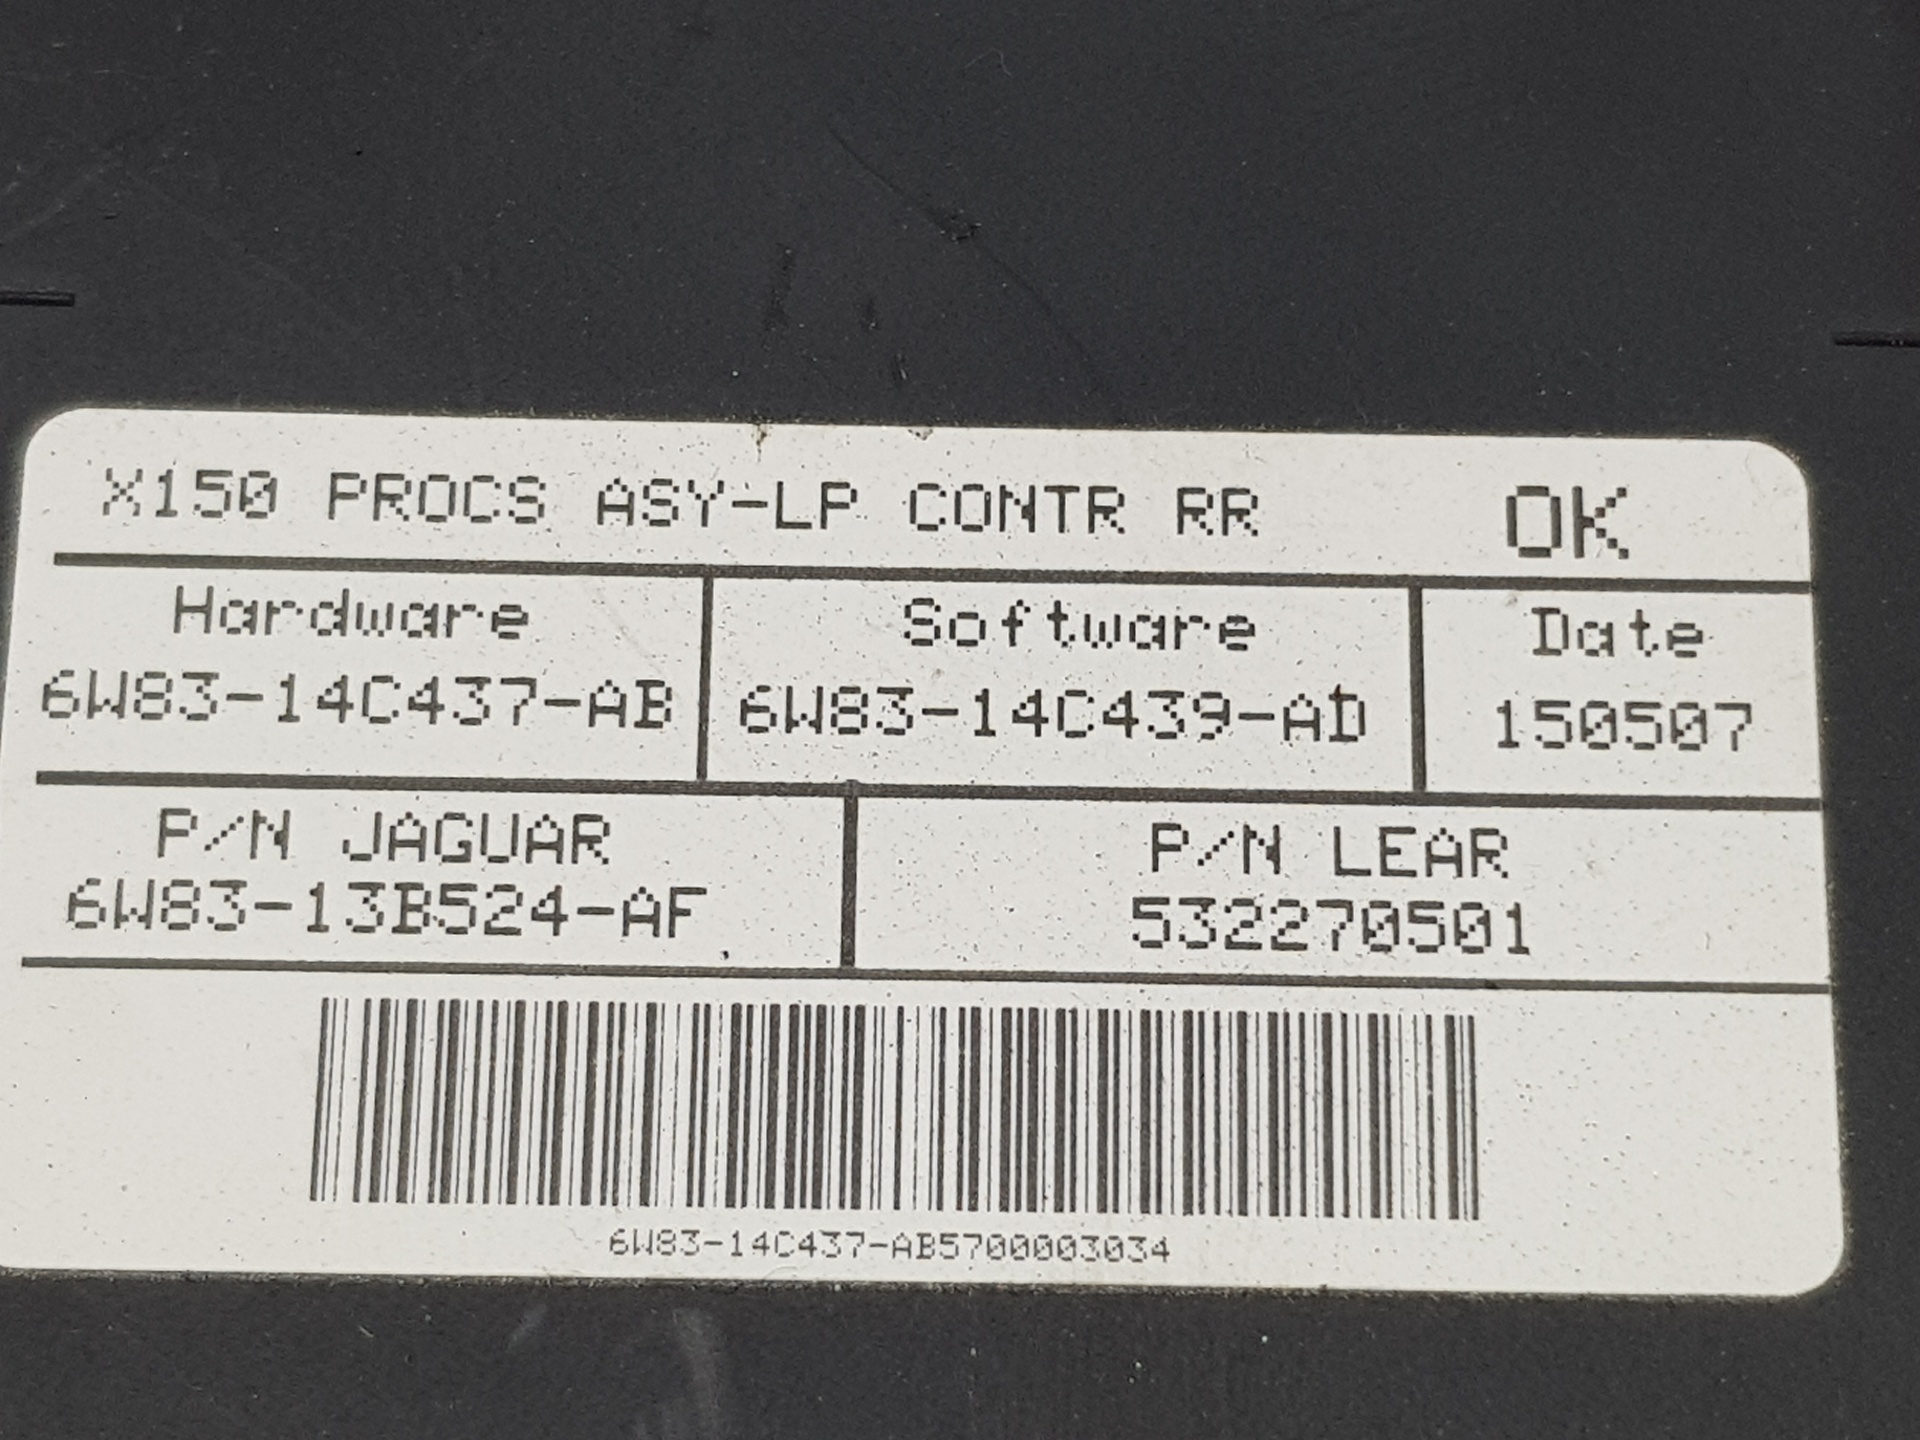 X150 PROCS ASY-LP CONTR RR OK
Hardware Software Date
6W83-14C437-AB 6W83-14C439-AD 150507
P/N JAGUAR P/N LEAR
6W83-13B524-AF 532270501
6W83-14C437-AB5700003034